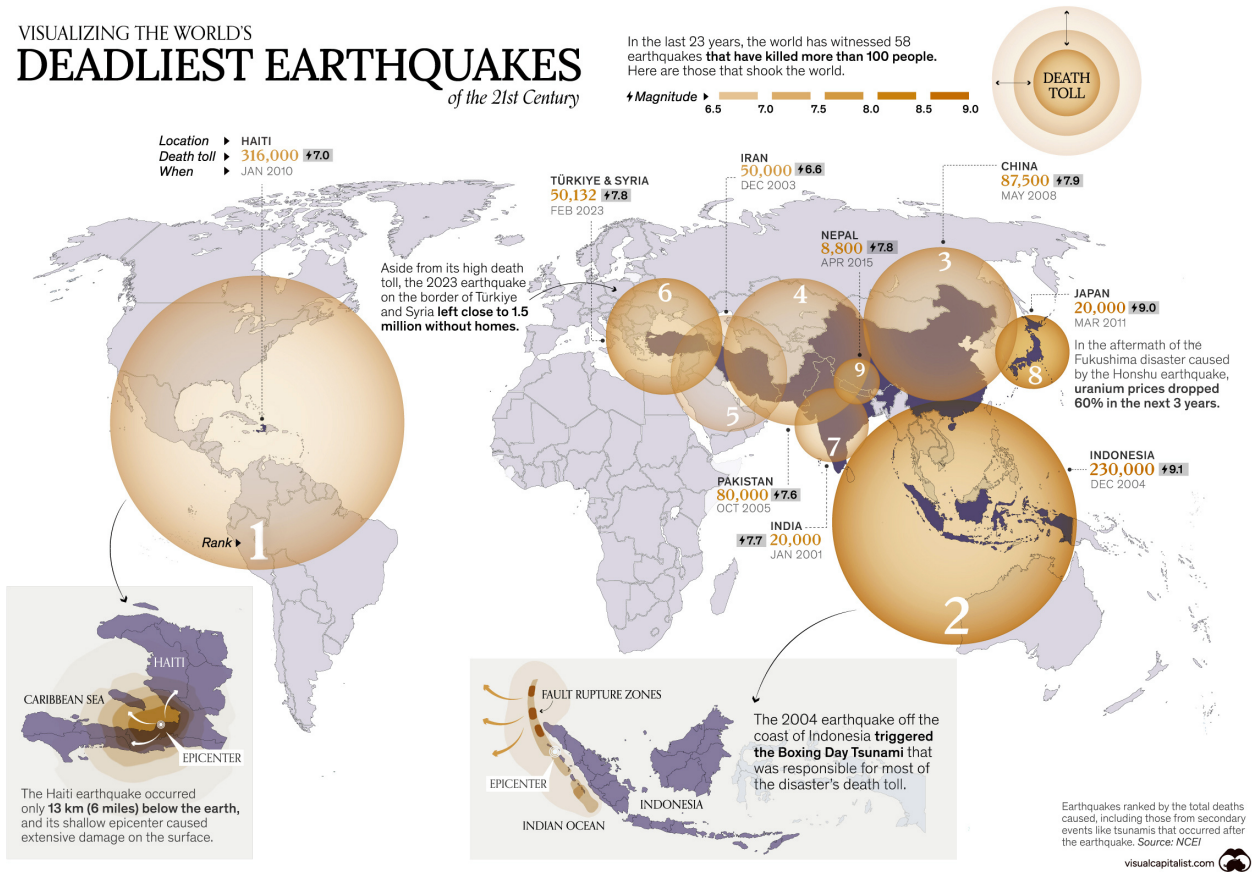 VISUALIZING THE WORLD'S
DEADLIEST EARTHQUAKES
of the 21st Century
In the last 23 years, the world has witnessed 58
earthquakes that have killed more than 100 people.
Here are those that shook the world.
Magnitude
6.5 7.0 7.5 8.0 8.5 9.0
DEATH
TOLL
Location HAITI
Death toll 316,000 7.0
When JAN 2010
TÜRKIYE & SYRIA
50,132 7.8
FEB 2023
IRAN
50,000 6.6
DEC 2003
CHINA
87,500 7.9
MAY 2008
NEPAL
8,800 7.8
APR 2015
JAPAN
20,000 9.0
MAR 2011
In the aftermath of the
Fukushima disaster caused
by the Honshu earthquake,
uranium prices dropped
60% in the next 3 years.
Aside from its high death
toll, the 2023 earthquake
on the border of Türkiye
and Syria left close to 1.5
million without homes.
6
4
3
9
8
5
7
INDONESIA
230,000 9.1
DEC 2004
PAKISTAN
80,000 7.6
OCT 2005
INDIA
7.7 20,000
JAN 2001
Rank 1
2
HAITI
CARIBBEAN SEA
EPICENTER
The Haiti earthquake occurred
only 13 km (6 miles) below the earth,
and its shallow epicenter caused
extensive damage on the surface.
FAULT RUPTURE ZONES
EPICENTER
INDONESIA
INDIAN OCEAN
The 2004 earthquake off the
coast of Indonesia triggered
the Boxing Day Tsunami that
was responsible for most of
the disaster's death toll.
Earthquakes ranked by the total deaths
caused, including those from secondary
events like tsunamis that occurred after
the earthquake. Source: NCEI
visualcapitalist.com